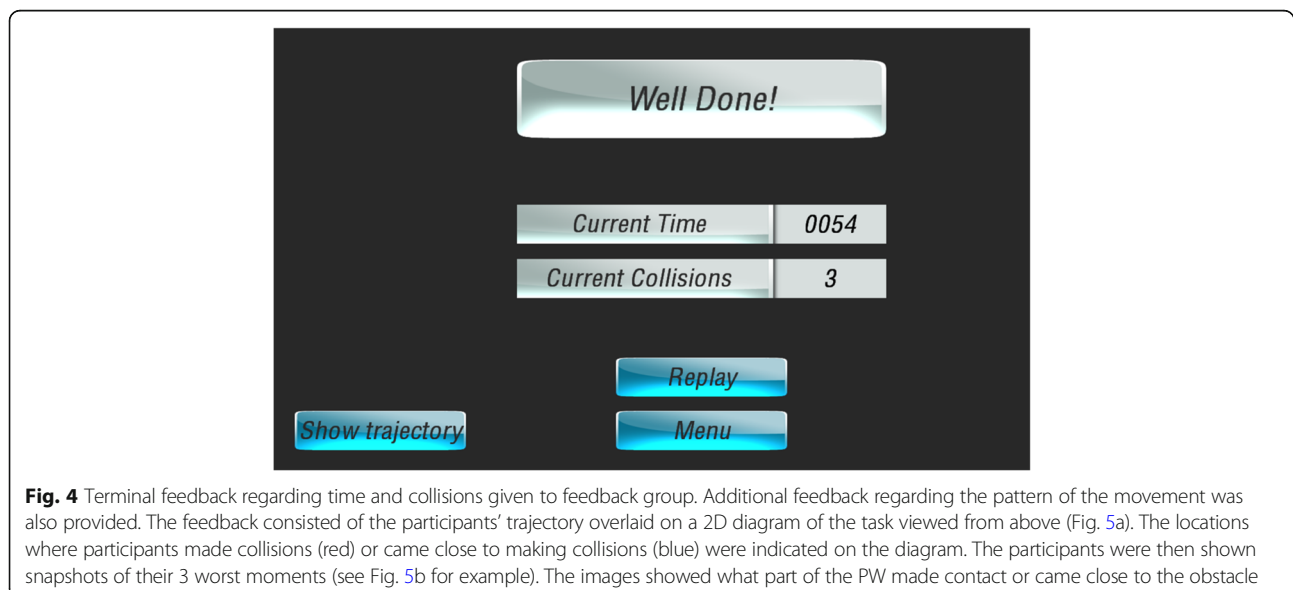 Well Done!
Current Time 0054
Current Collisions 3
Replay
Show trajectory Menu
Fig. 4 Terminal feedback regarding time and collisions given to feedback group. Additional feedback regarding the pattern of the movement was
also provided. The feedback consisted of the participants’ trajectory overlaid on a 2D diagram of the task viewed from above (Fig. 5a). The locations
where participants made collisions (red) or came close to making collisions (blue) were indicated on the diagram. The participants were then shown
snapshots of their 3 worst moments (see Fig. 5b for example). The images showed what part of the PW made contact or came close to the obstacle